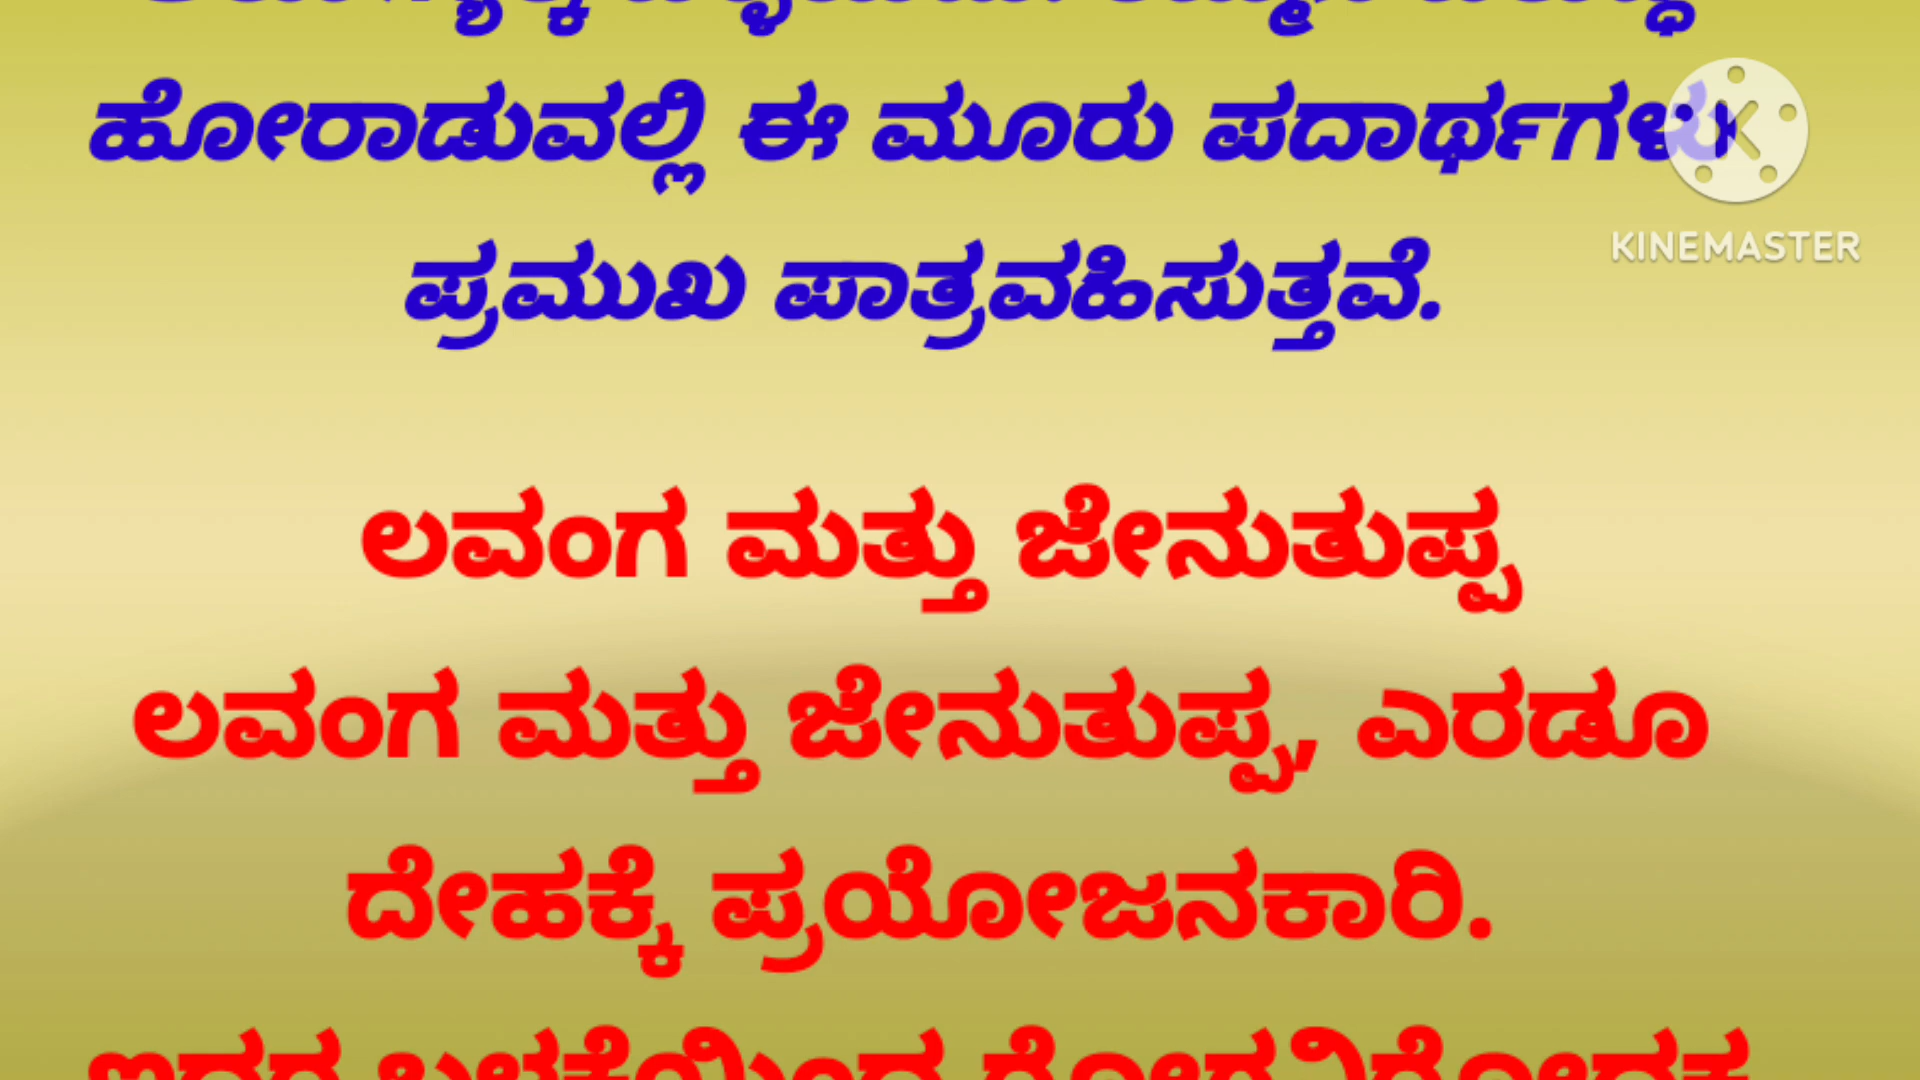 ಹೋರಾಡುವಲ್ಲಿ ಈ ಮೂರು ಪದಾರ್ಥಗಳು
KINEMASTER
ಪ್ರಮುಖ ಪಾತ್ರವಹಿಸುತ್ತವೆ.
ಲವಂಗ ಮತ್ತು ಜೇನುತುಪ್ಪ
ಲವಂಗ ಮತ್ತು ಜೇನುತುಪ್ಪ, ಎರಡೂ
ದೇಹಕ್ಕೆ ಪ್ರಯೋಜನಕಾರಿ.